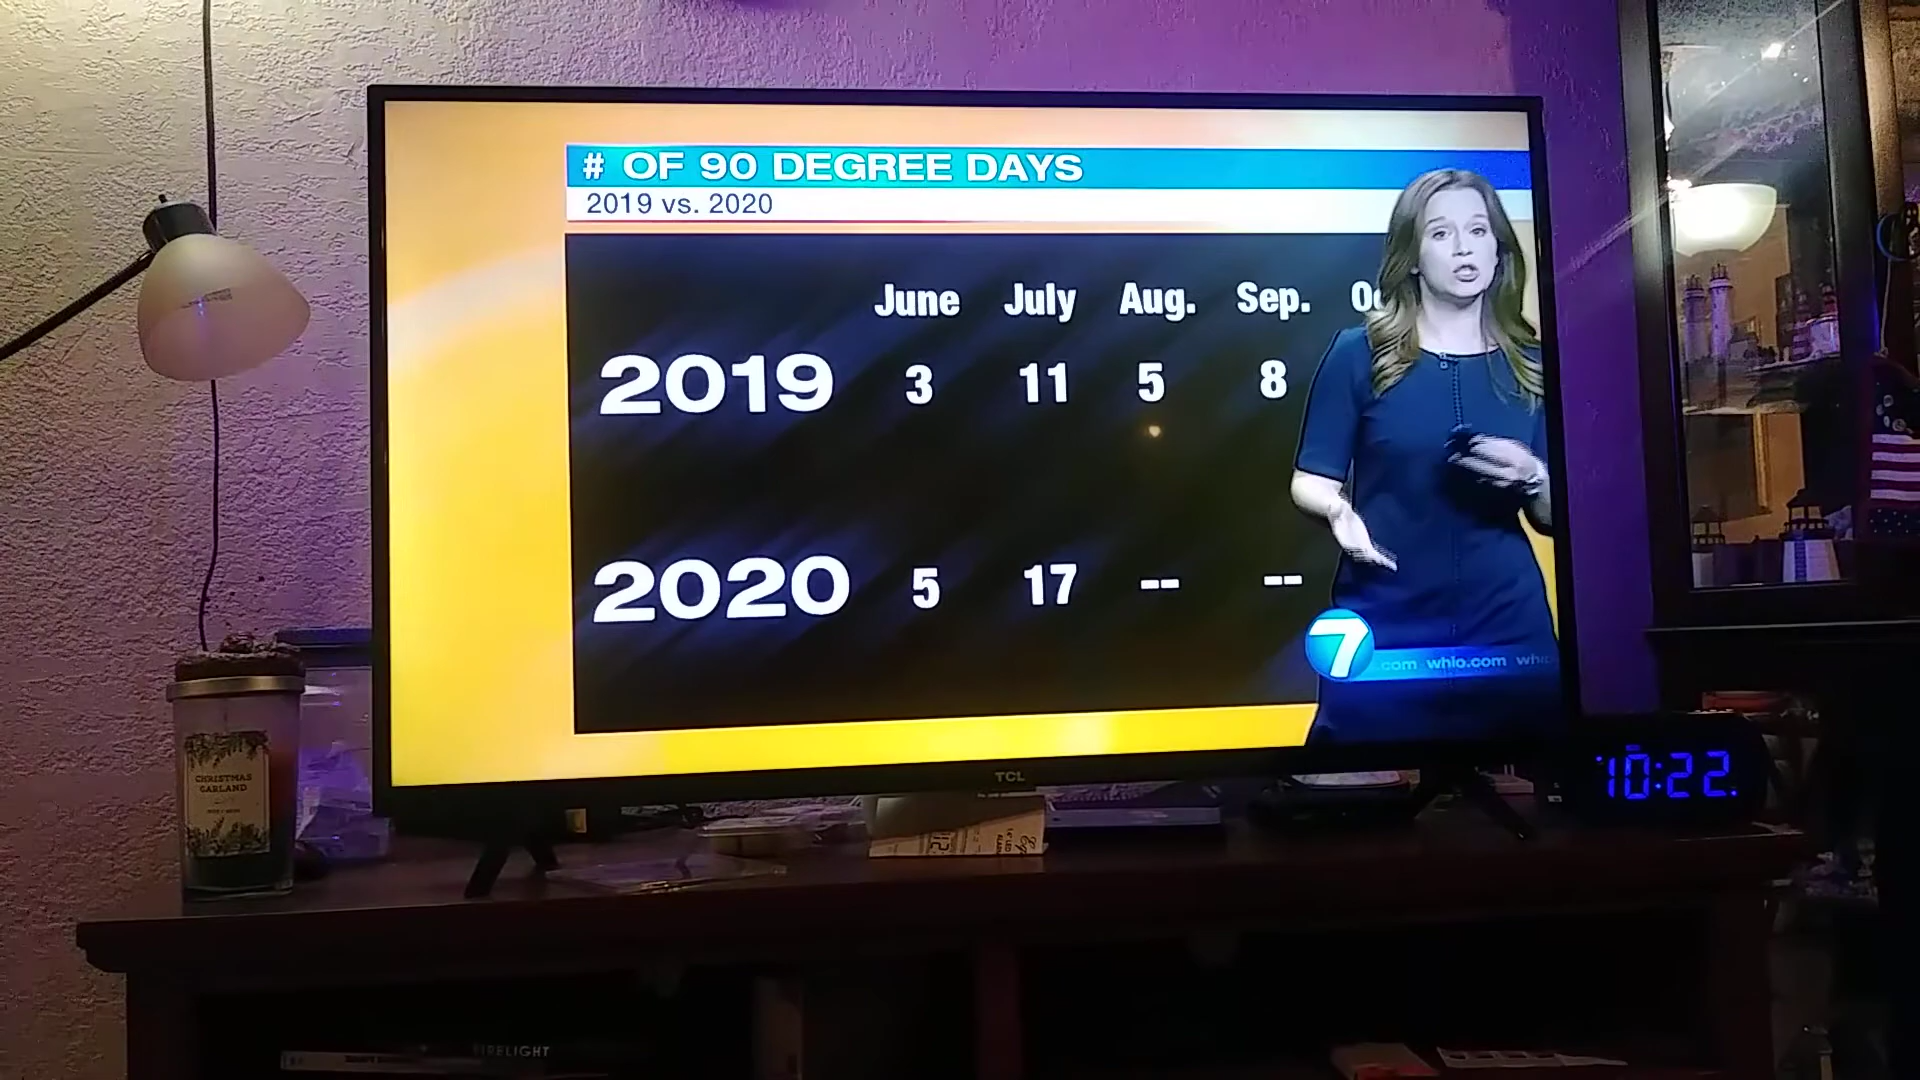 # OF 90 DEGREE DAYS
2019 vs. 2020
June July Aug. Sep.
2019 3 11 5 8
2020 5 17 -- --
7
.com whio.com
TCL
10:22
CHRISTMAS
GARLAND
FIRELIGHT